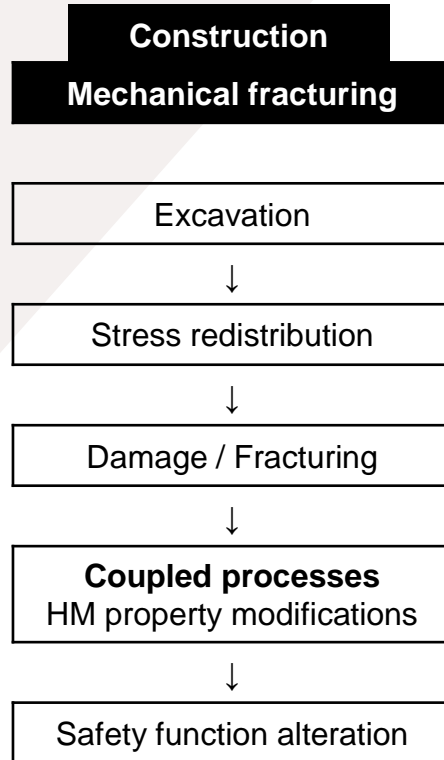 Construction
Mechanical fracturing
Excavation
↓
Stress redistribution
↓
Damage / Fracturing
↓
Coupled processes
HM property modifications
↓
Safety function alteration